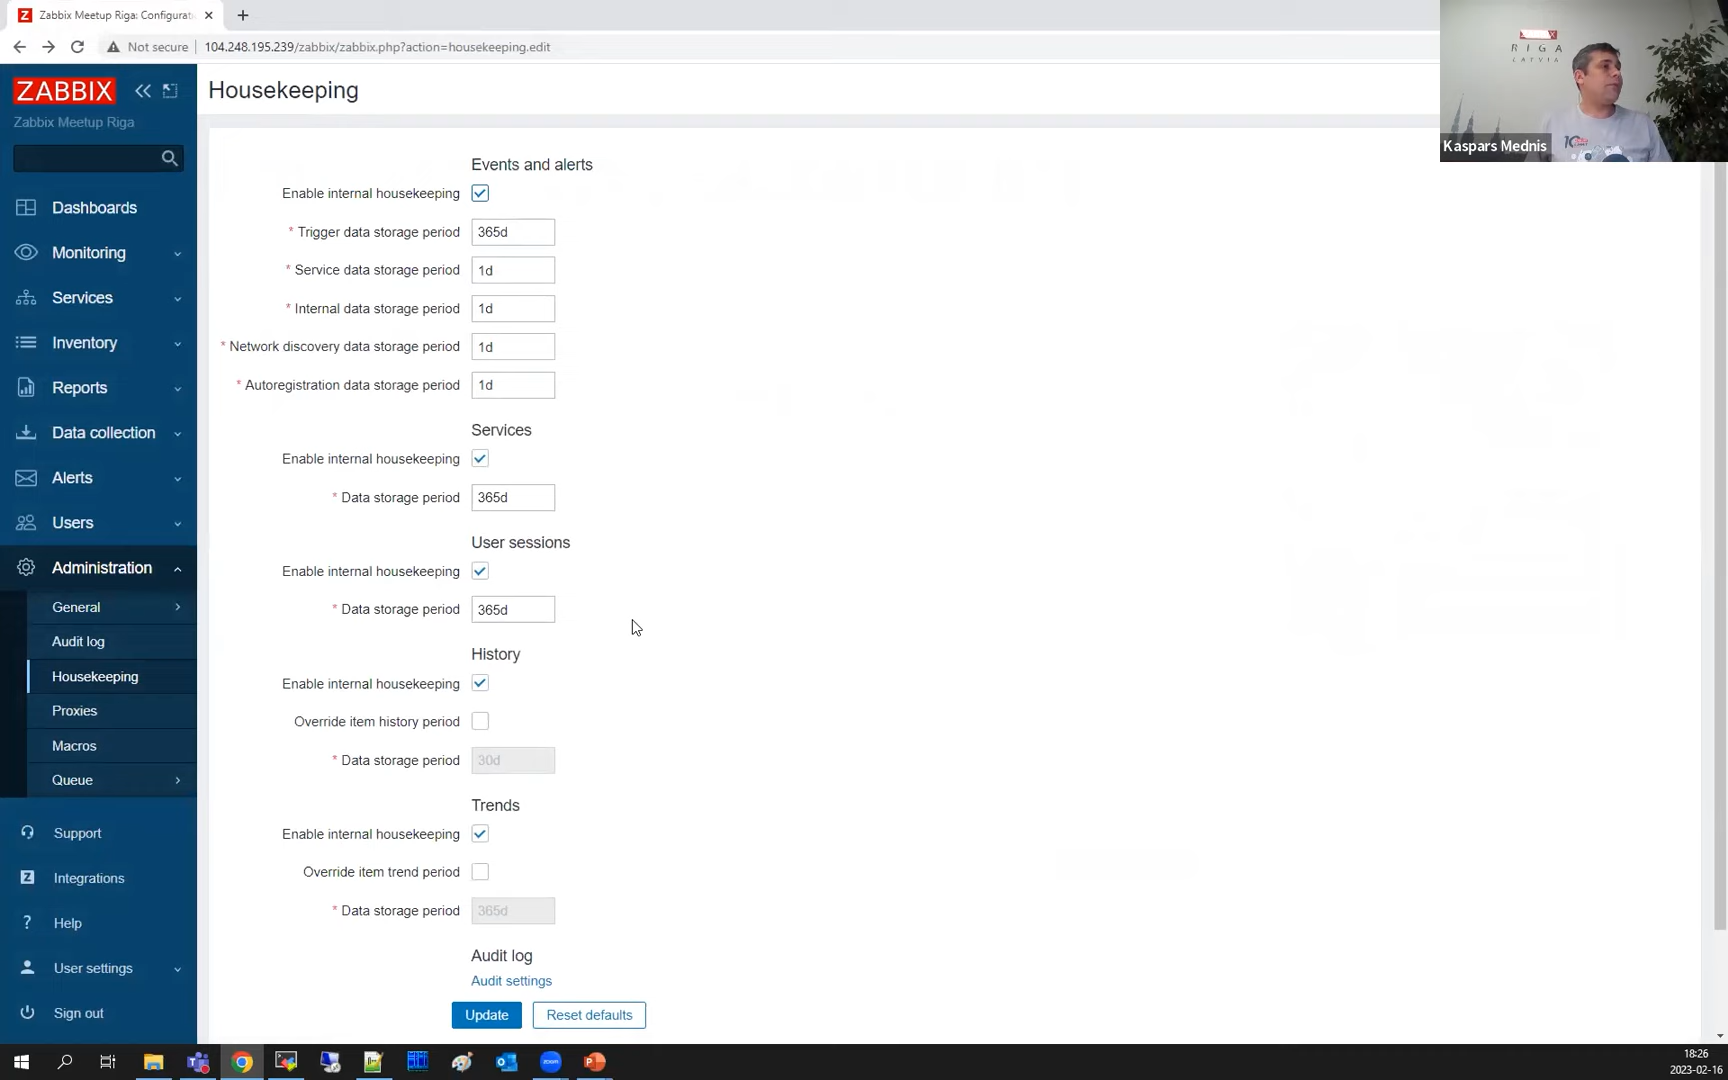 Zabbix Meetup Riga: Configurat
Not secure
104.248.195.239/zabbix/zabbix.php?action=housekeeping.edit
RIGA
LATVIA
Kaspars Mednis
ZABBIX
Zabbix Meetup Riga
Dashboards
Monitoring
Services
Inventory
Reports
Data collection
Alerts
Users
Administration
General
Audit log
Housekeeping
Proxies
Macros
Queue
Support
Integrations
Help
User settings
Sign out
Housekeeping
Events and alerts
Enable internal housekeeping
* Trigger data storage period 365d
* Service data storage period 1d
* Internal data storage period 1d
* Network discovery data storage period 1d
* Autoregistration data storage period 1d
Services
Enable internal housekeeping
* Data storage period 365d
User sessions
Enable internal housekeeping
* Data storage period 365d
History
Enable internal housekeeping
Override item history period
* Data storage period 30d
Trends
Enable internal housekeeping
Override item trend period
* Data storage period 365d
Audit log
Audit settings
Update
Reset defaults
18:26
2023-02-16